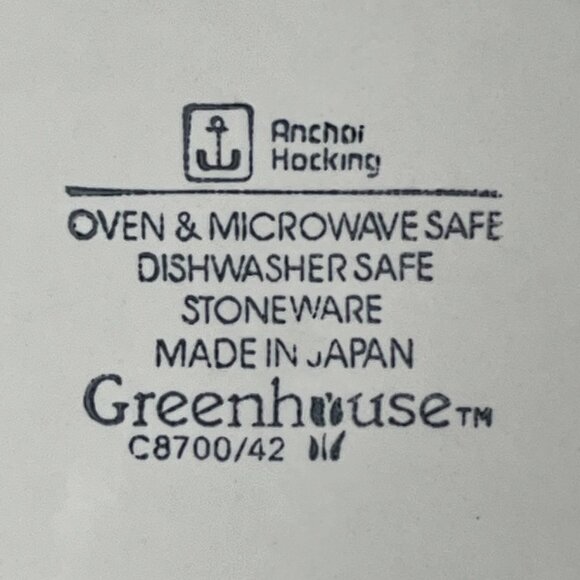 Anchor
Hocking
OVEN & MICROWAVE SAFE
DISHWASHER SAFE
STONEWARE
MADE IN JAPAN
Greenhouse™
C8700/42